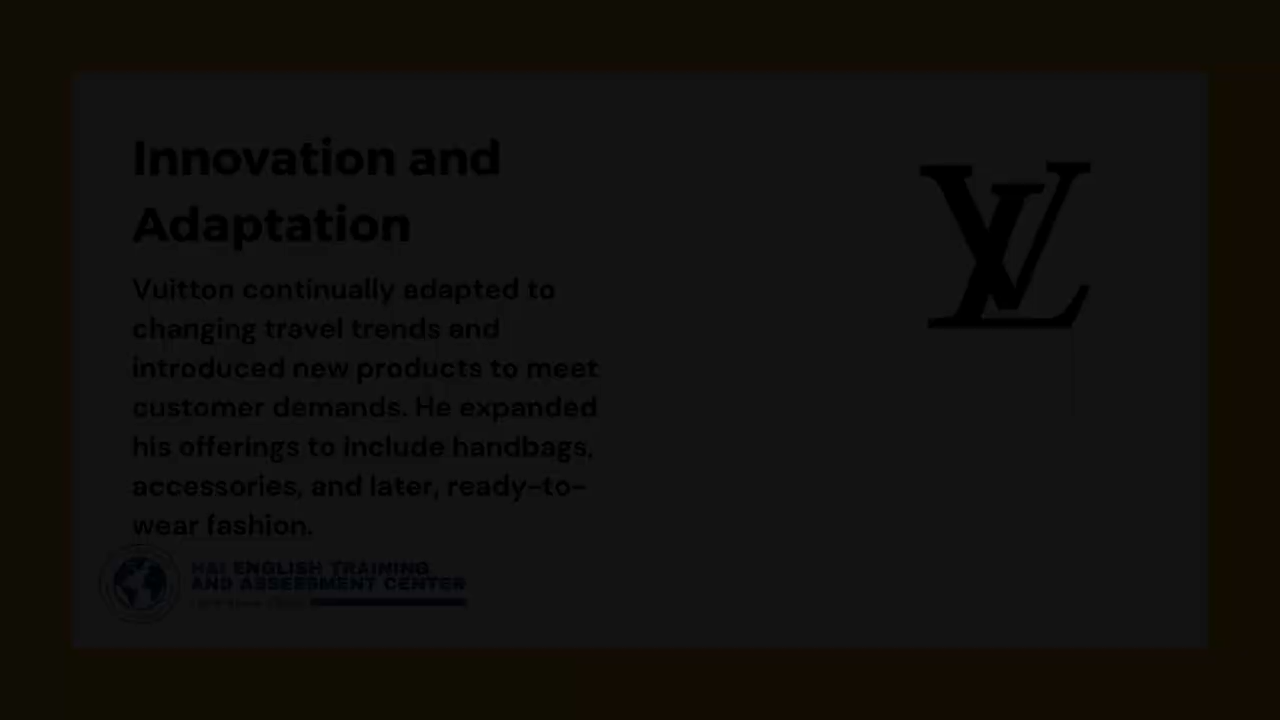 Innovation and
Adaptation
Vuitton continually adapted to
changing travel trends and
introduced new products to meet
customer demands. He expanded
his offerings to include handbags,
accessories, and later, ready-to-
wear fashion.
LV
HAI ENGLISH TRAINING
AND ASSESSMENT CENTER